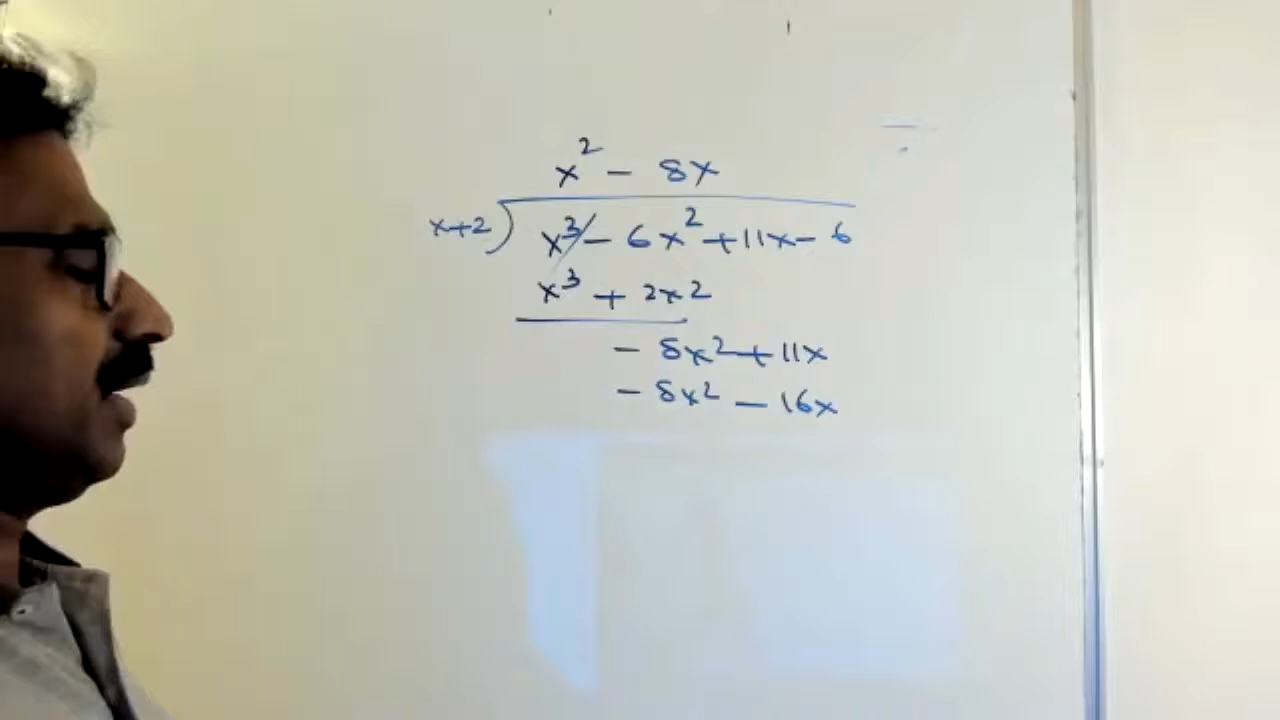 x² - 8x
x+2) x³ - 6x² + 11x - 6
x³ + 2x2
- 8x² + 11x
- 8x² - 16x